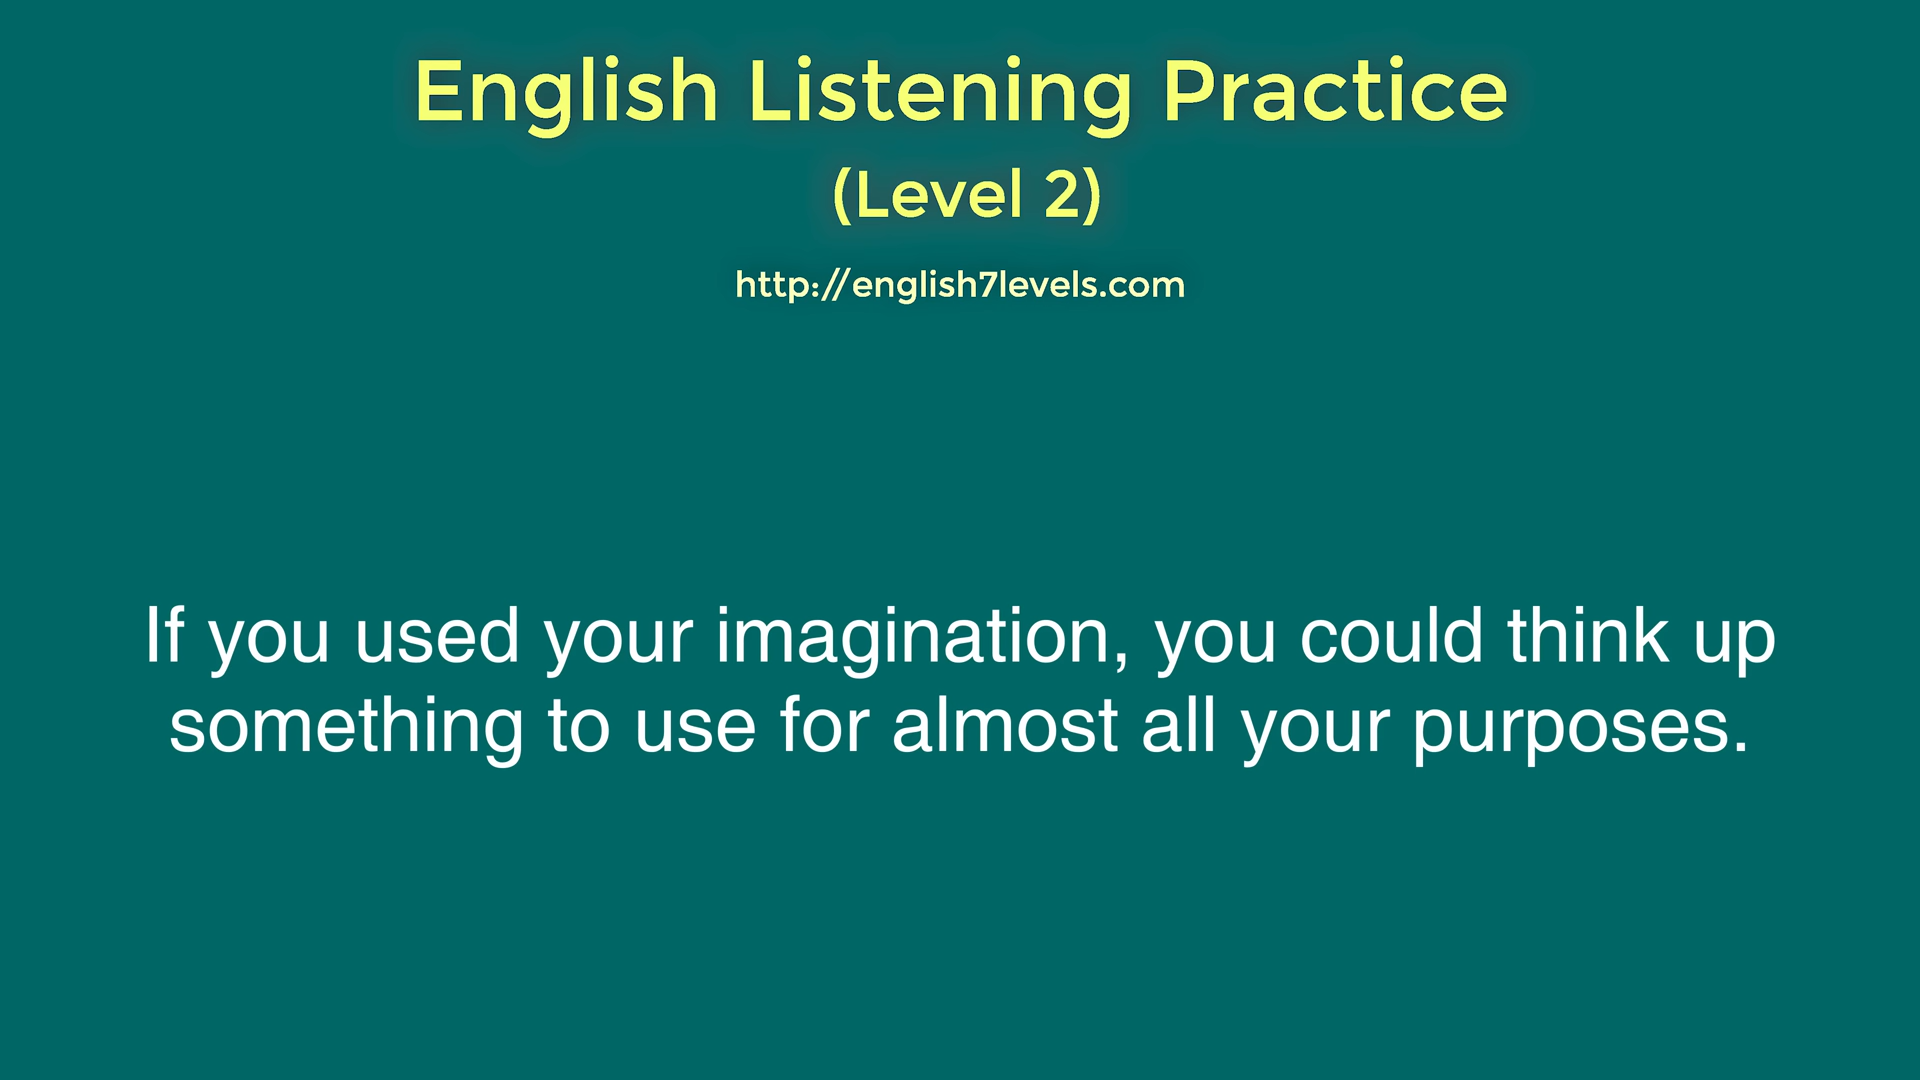 English Listening Practice
(Level 2)
http://english7levels.com
If you used your imagination, you could think up
something to use for almost all your purposes.